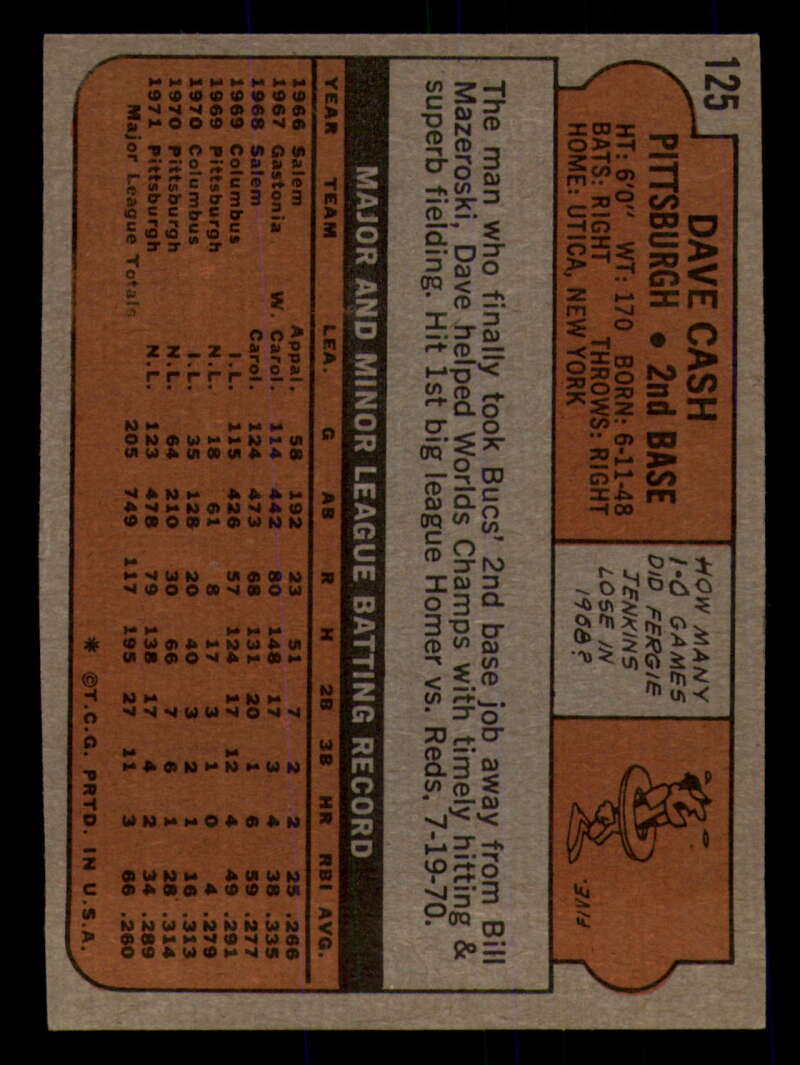 125
DAVE CASH
PITTSBURGH • 2nd BASE
HT: 6'0" WT: 170 BORN: 6-11-48
BATS: RIGHT THROWS: RIGHT
HOME: UTICA, NEW YORK
HOW MANY
1-0 GAMES
DID FERGIE
JENKINS
LOSE IN
1968?
FIVE.
The man who finally took Bucs' 2nd base job away from Bill
Mazeroski, Dave helped Worlds Champs with timely hitting &
superb fielding. Hit 1st big league Homer vs. Reds, 7-19-70.
MAJOR AND MINOR LEAGUE BATTING RECORD
YEAR TEAM LEA. G AB R H 2B 3B HR RBI AVG.
1966 Salem Appal. 58 192 23 51 7 2 2 25 .266
1967 Gastonia W. Carol. 114 442 80 148 17 3 4 38 .335
1968 Salem Carol. 124 473 68 131 20 1 6 59 .277
1969 Columbus I.L. 115 426 57 124 17 12 4 49 .291
1969 Pittsburgh N.L. 18 61 8 17 3 1 0 4 .279
1970 Columbus I.L. 35 128 20 40 3 2 1 16 .313
1970 Pittsburgh N.L. 64 210 30 66 7 6 1 28 .314
1971 Pittsburgh N.L. 123 478 79 138 17 4 2 34 .289
Major League Totals 205 749 117 195 27 11 3 66 .260
* ©T.C.G. PRTD. IN U.S.A.